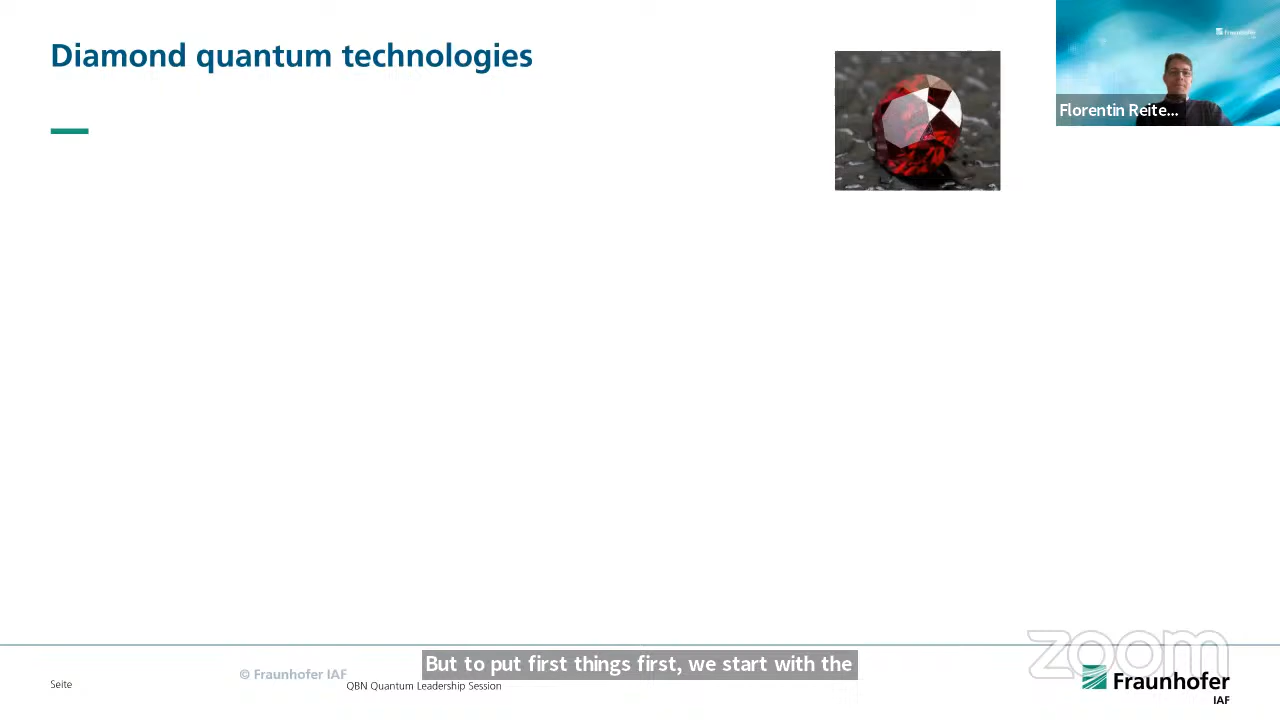 Diamond quantum technologies
Fraunhofer
Florentin Reite...
But to put first things first, we start with the
zoom
© Fraunhofer IAF
Seite
QBN Quantum Leadership Session
Fraunhofer
IAF